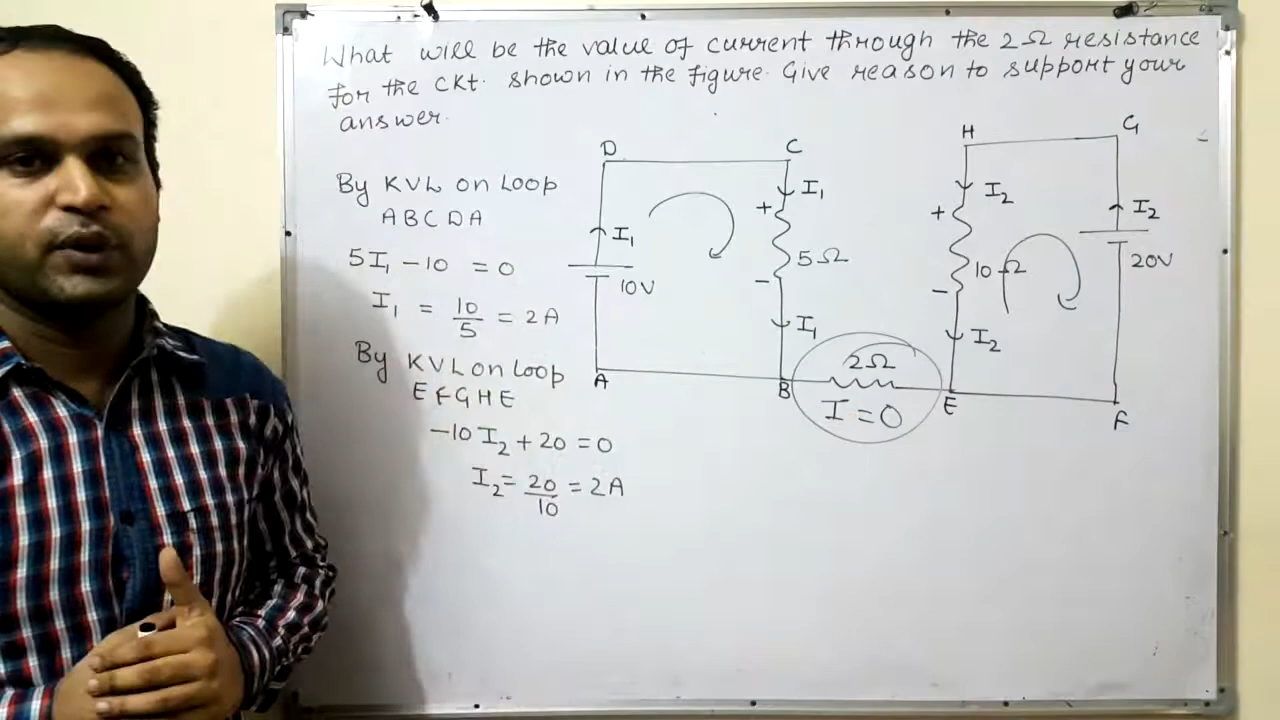 What will be the value of current through the 2Ω resistance
for the CKt. shown in the figure. Give reason to support your
answer.
By KVL on Loop
ABCDA
5I₁ - 10 = 0
I₁ = 10/5 = 2A
By KVL on Loop
EFGHE
-10 I₂ + 20 = 0
I₂ = 20/10 = 2A
D
C
I₁
I₁
+
5Ω
-
10V
I₁
A
B
2Ω
I = 0
H
G
I₂
I₂
+
10Ω
-
20V
I₂
E
F